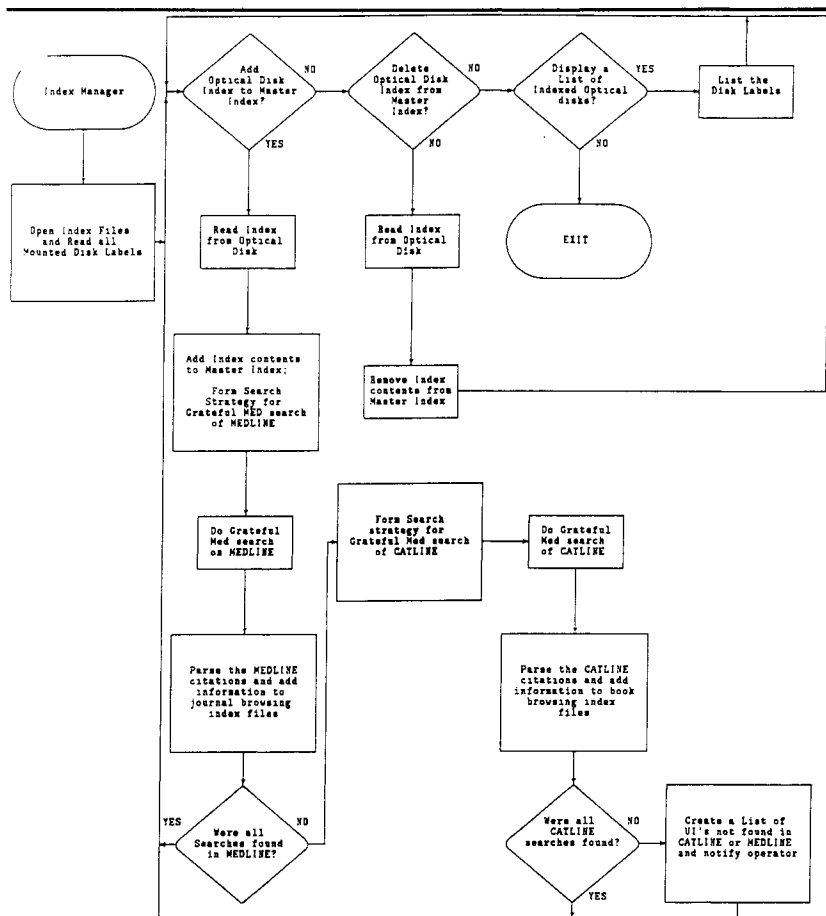 Index Manager
Open Index Files
and Read all
Mounted Disk Labels
Add
Optical Disk
Index to Master
Index?
NO
YES
Delete
Optical Disk
Index from
Master
Index?
NO
NO
Display a
List of
Indexed Optical
disks?
YES
NO
List the
Disk Labels
EXIT
Read Index
from Optical
Disk
Read Index
from Optical
Disk
Add Index contents
to Master Index;
Form Search
Strategy for
Grateful MED search
of MEDLINE
Remove Index
contents from
Master Index
Do Grateful
Med search
on MEDLINE
Form Search
strategy for
Grateful Med search
of CATLINE
Do Grateful
Med search
of CATLINE
Parse the MEDLINE
citations and add
information to
journal browsing
index files
Parse the CATLINE
citations and add
information to book
browsing index
files
YES
Were all
Searches found
in MEDLINE?
NO
Were all
CATLINE
searches found?
NO
YES
Create a List of
UI's not found in
CATLINE or MEDLINE
and notify operator